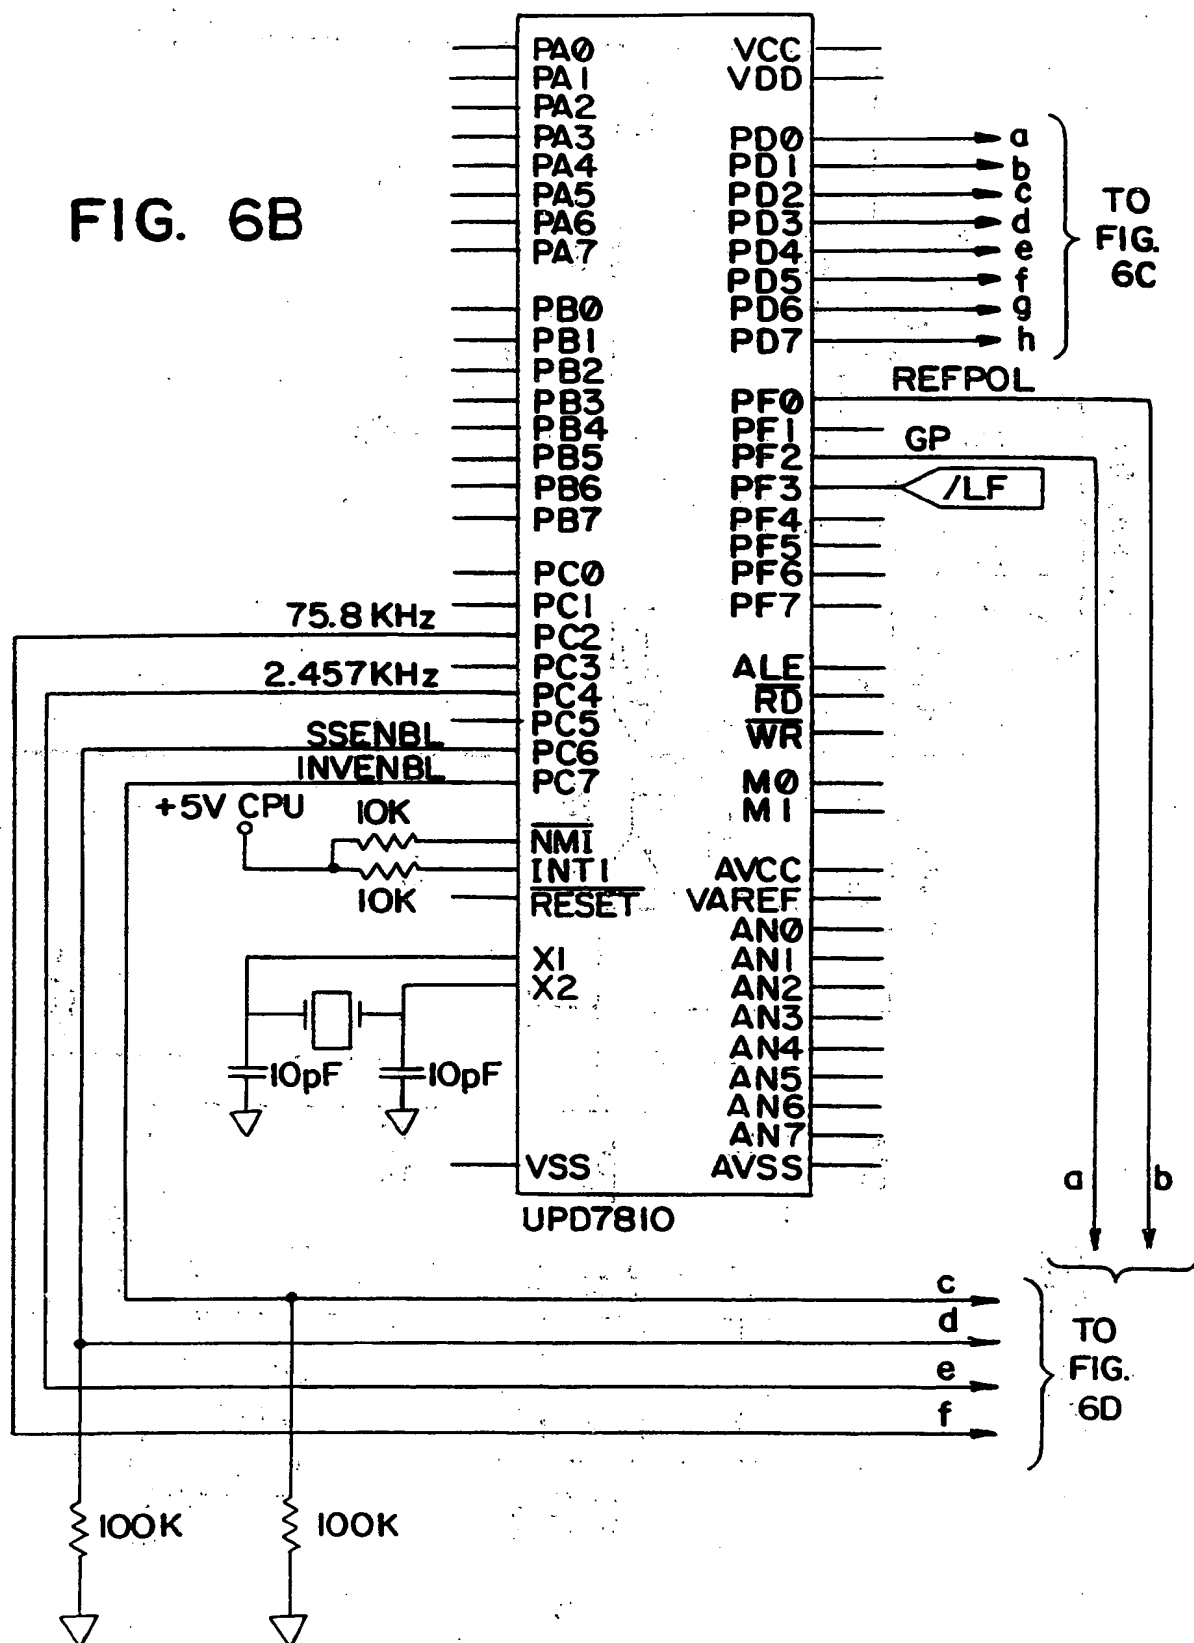 FIG. 6B
PA0
PA1
PA2
PA3
PA4
PA5
PA6
PA7
PB0
PB1
PB2
PB3
PB4
PB5
PB6
PB7
PC0
PC1
75.8 KHz
PC2
PC3
2.457KHz
PC4
PC5
SSENBL
PC6
INVENBL
PC7
+5V CPU
10K
NMI
INT1
10K
RESET
X1
X2
10pF
10pF
VSS
VCC
VDD
PD0 a
PD1 b
PD2 c
PD3 d
PD4 e
PD5 f
PD6 g
PD7 h
TO
FIG.
6C
REFPOL
PF0
PF1
GP
PF2
PF3 /LF
PF4
PF5
PF6
PF7
ALE
RD
WR
M0
M1
AVCC
VAREF
AN0
AN1
AN2
AN3
AN4
AN5
AN6
AN7
AVSS
UPD7810
a b
c
d
e
f
TO
FIG.
6D
100K
100K